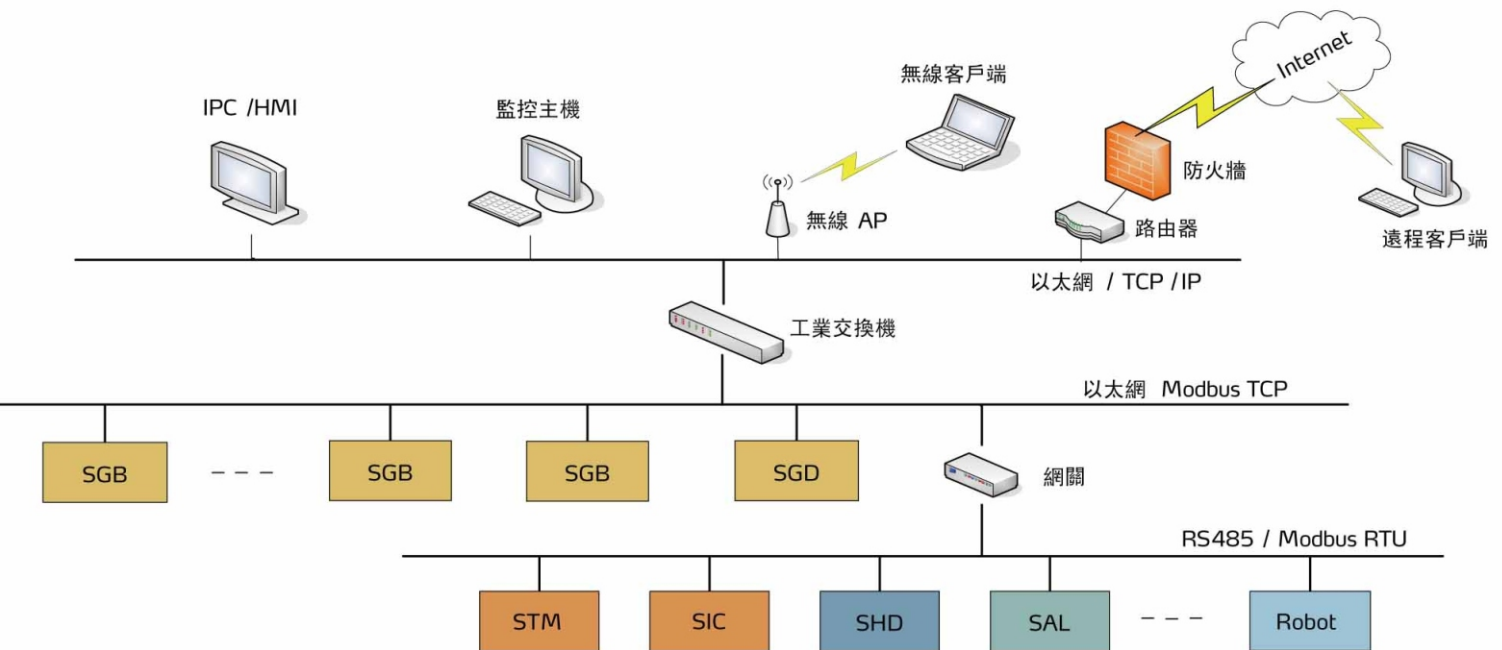 Internet
無線客戶端
IPC /HMI
監控主機
防火牆
無線 AP
路由器
遠程客戶端
以太網 / TCP /IP
工業交換機
以太網 Modbus TCP
SGB
SGB
SGB
SGD
網關
RS485 / Modbus RTU
STM
SIC
SHD
SAL
Robot